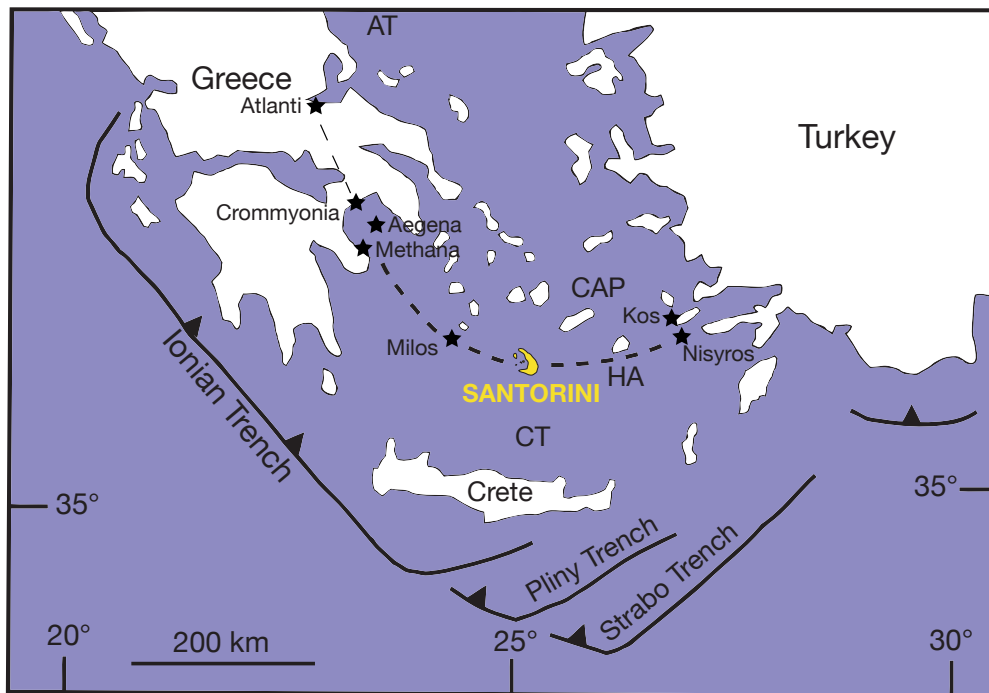 AT
Greece
Atlanti
Turkey
Crommyonia
Aegena
Methana
CAP
Kos
Milos
Nisyros
HA
SANTORINI
Ionian Trench
CT
Crete
35°
35°
Pliny Trench
Strabo Trench
20°
200 km
25°
30°